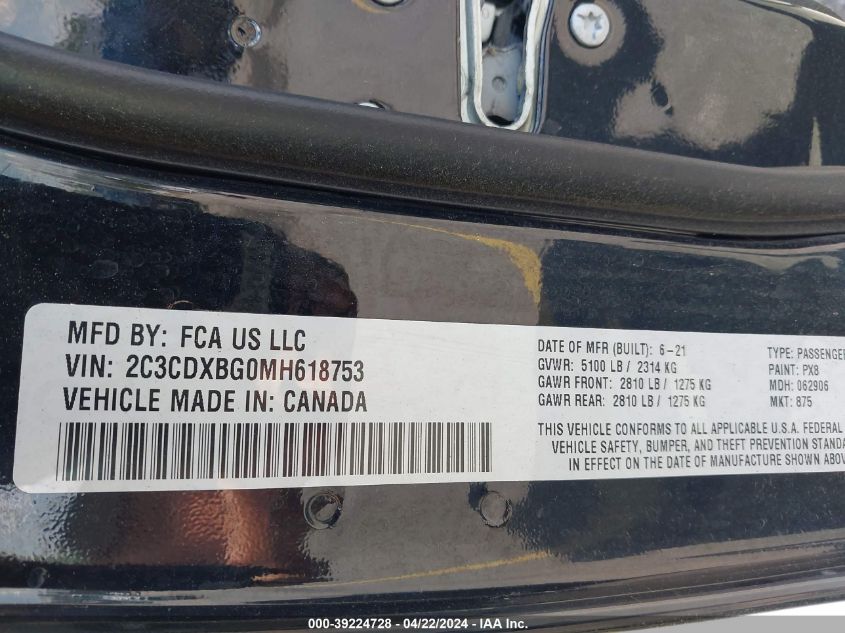 MFD BY: FCA US LLC
VIN: 2C3CDXBG0MH618753
VEHICLE MADE IN: CANADA
DATE OF MFR (BUILT): 6-21
GVWR: 5100 LB / 2314 KG
GAWR FRONT: 2810 LB / 1275 KG
GAWR REAR: 2810 LB / 1275 KG
TYPE: PASSENGER
PAINT: PX8
MDH: 062906
MKT: 875
THIS VEHICLE CONFORMS TO ALL APPLICABLE U.S.A. FEDERAL
VEHICLE SAFETY, BUMPER, AND THEFT PREVENTION STANDA
IN EFFECT ON THE DATE OF MANUFACTURE SHOWN ABOV
000-39224728 - 04/22/2024 - IAA Inc.